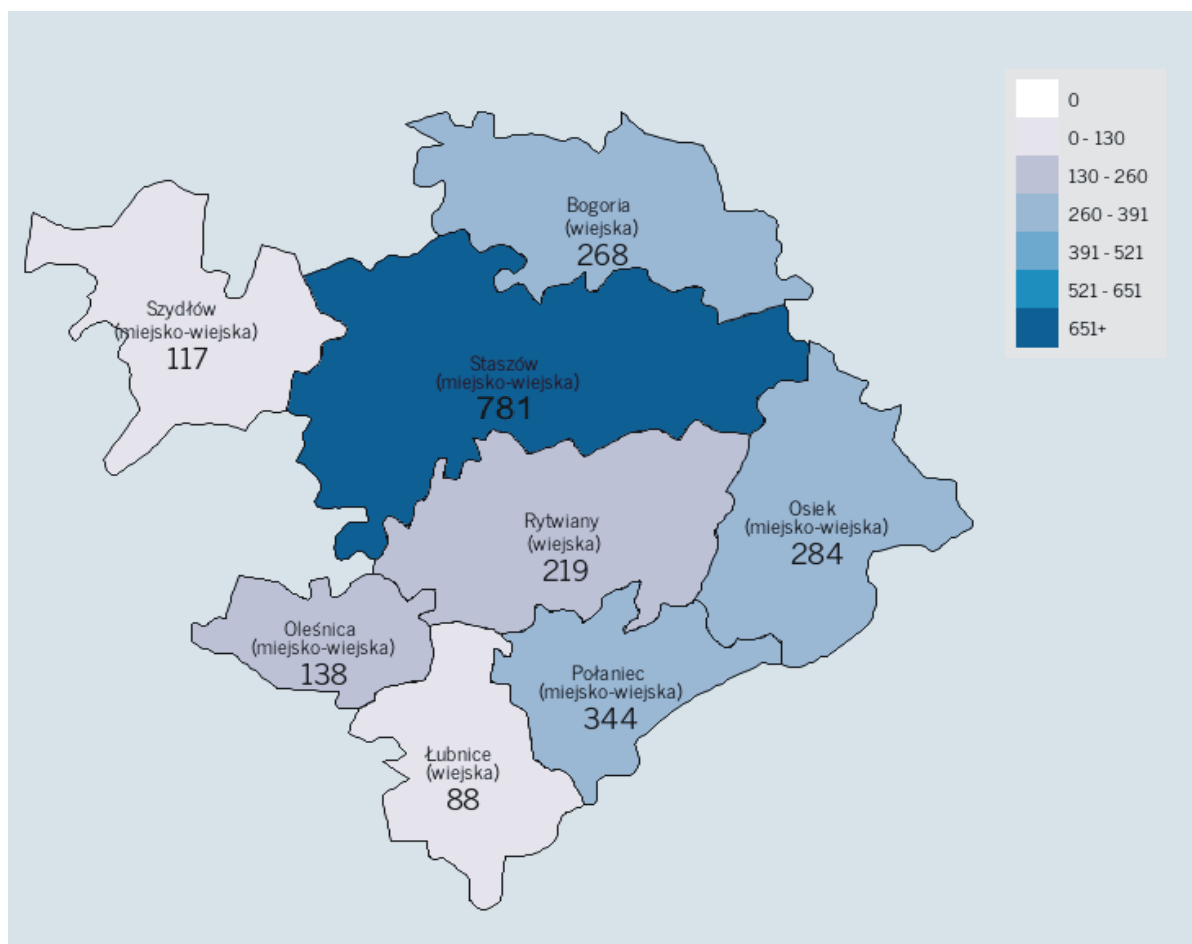 0
0 - 130
130 - 260
260 - 391
391 - 521
521 - 651
651+
Bogoria
(wiejska)
268
Szydłów
(miejsko-wiejska)
117
Staszów
(miejsko-wiejska)
781
Rytwiany
(wiejska)
219
Osiek
(miejsko-wiejska)
284
Oleśnica
(miejsko-wiejska)
138
Połaniec
(miejsko-wiejska)
344
Łubnice
(wiejska)
88